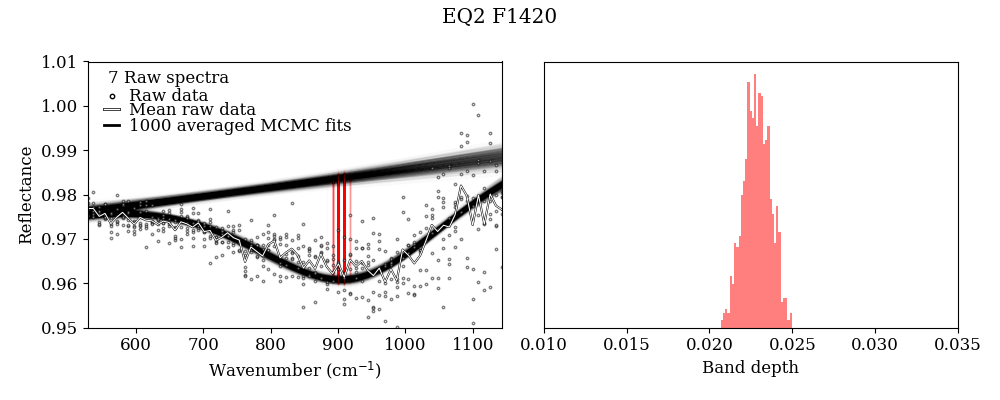 EQ2 F1420
7 Raw spectra
Raw data
Mean raw data
1000 averaged MCMC fits
1.01
1.00
0.99
0.98
0.97
0.96
0.95
Reflectance
600 700 800 900 1000 1100
Wavenumber (cm⁻¹)
0.010 0.015 0.020 0.025 0.030 0.035
Band depth